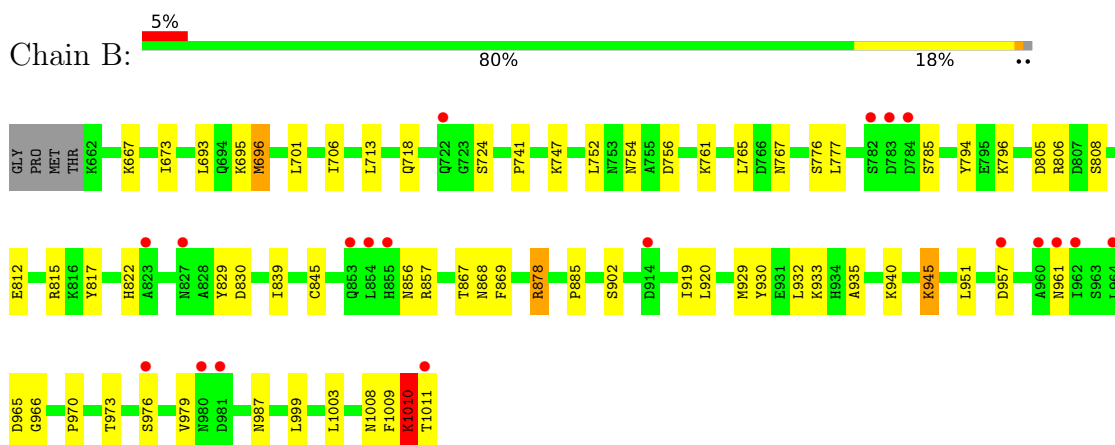 5%
Chain B:
80% 18% ••
GLY PRO MET THR K662 K667 I673 L693 Q694 K695 M696 L701 I706 L713 Q718 Q722 G723 S724 P741 K747 L752 N753 N754 A755 D756 K761 L765 D766 N767 S776 L777 S782 D783 D784 S785 Y794 E795 K796 D805 R806 D807 S808
E812 R815 K816 Y817 H822 A823 N827 A828 Y829 D830 I839 C845 Q853 L854 H855 N856 R857 T867 N868 F869 R878 P885 S902 D914 I919 L920 M929 Y930 E931 L932 K933 H934 A935 K940 K945 L951 D957 A960 N961 I962 S963 L964
D965 G966 P970 T973 S976 V979 N980 D981 N987 L999 L1003 N1008 F1009 K1010 T1011